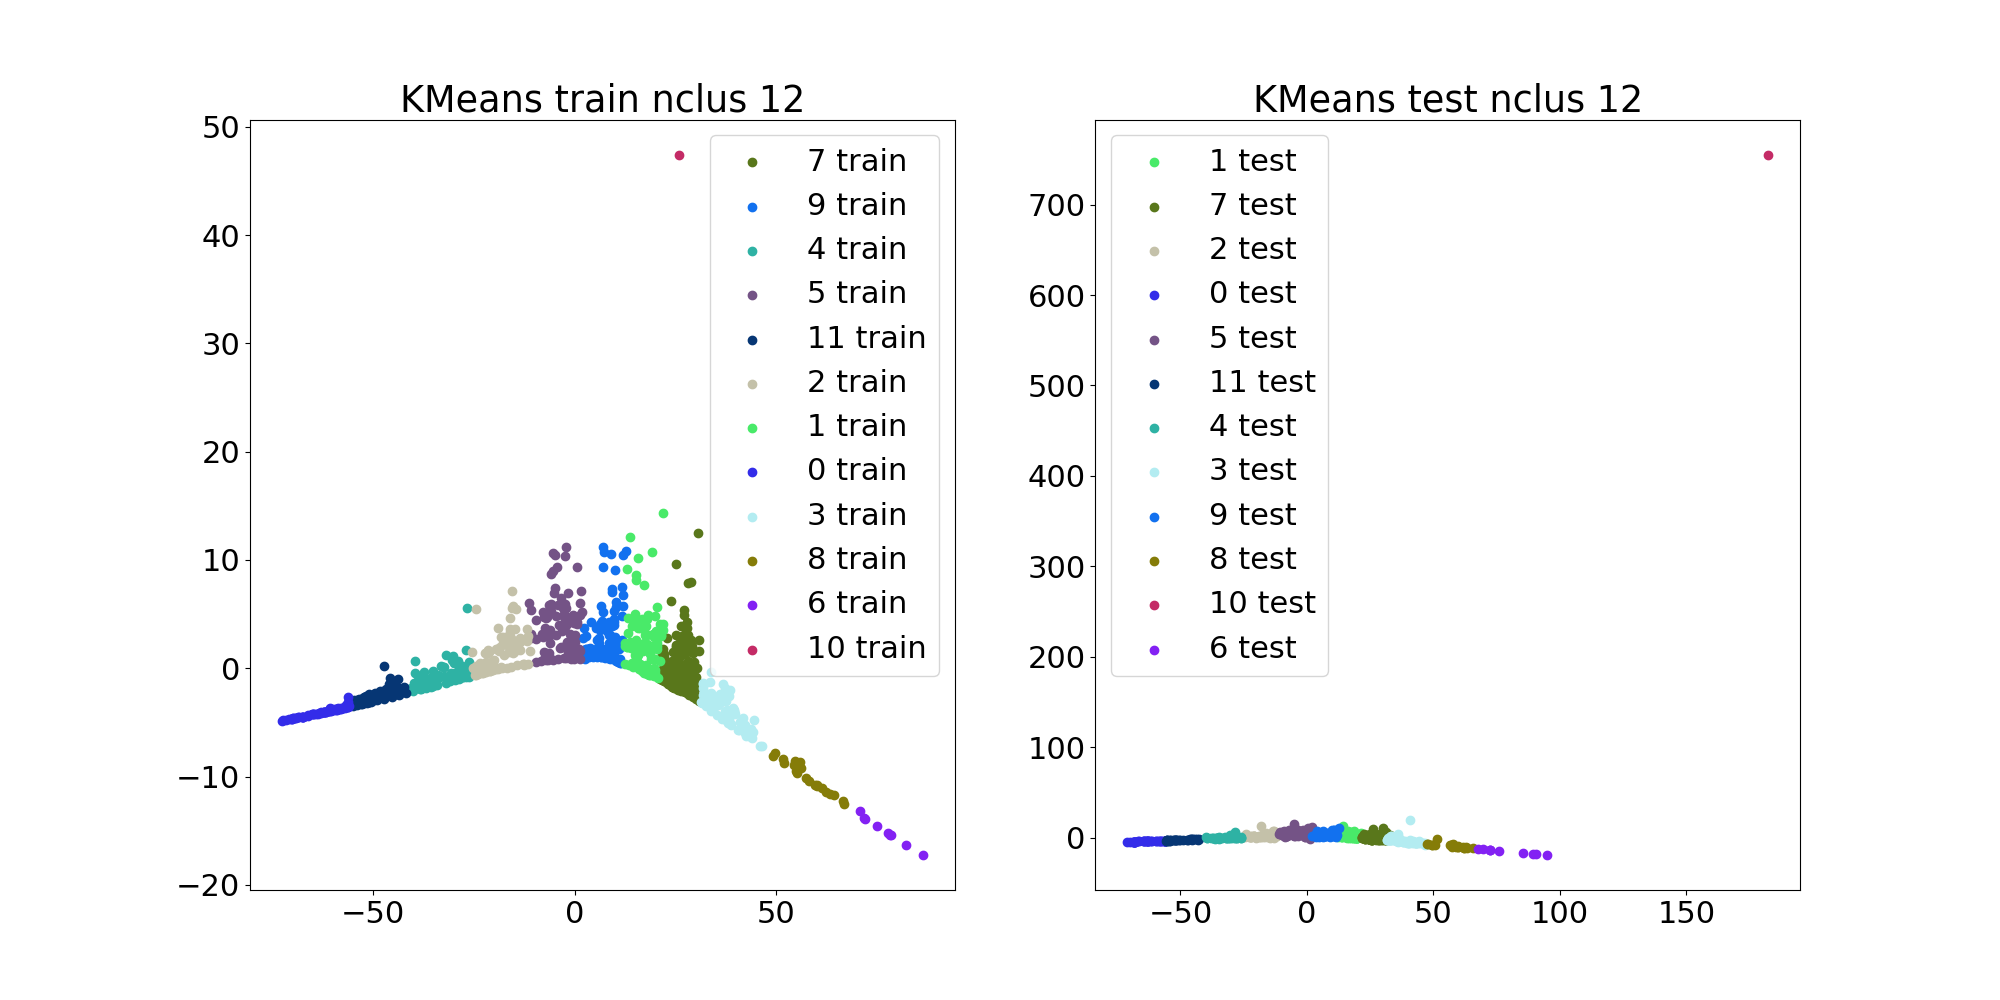 KMeans train nclus 12
50
40
30
20
10
0
−10
−20
−50
0
50
7 train
9 train
4 train
5 train
11 train
2 train
1 train
0 train
3 train
8 train
6 train
10 train
KMeans test nclus 12
700
600
500
400
300
200
100
0
−50
0
50
100
150
1 test
7 test
2 test
0 test
5 test
11 test
4 test
3 test
9 test
8 test
10 test
6 test